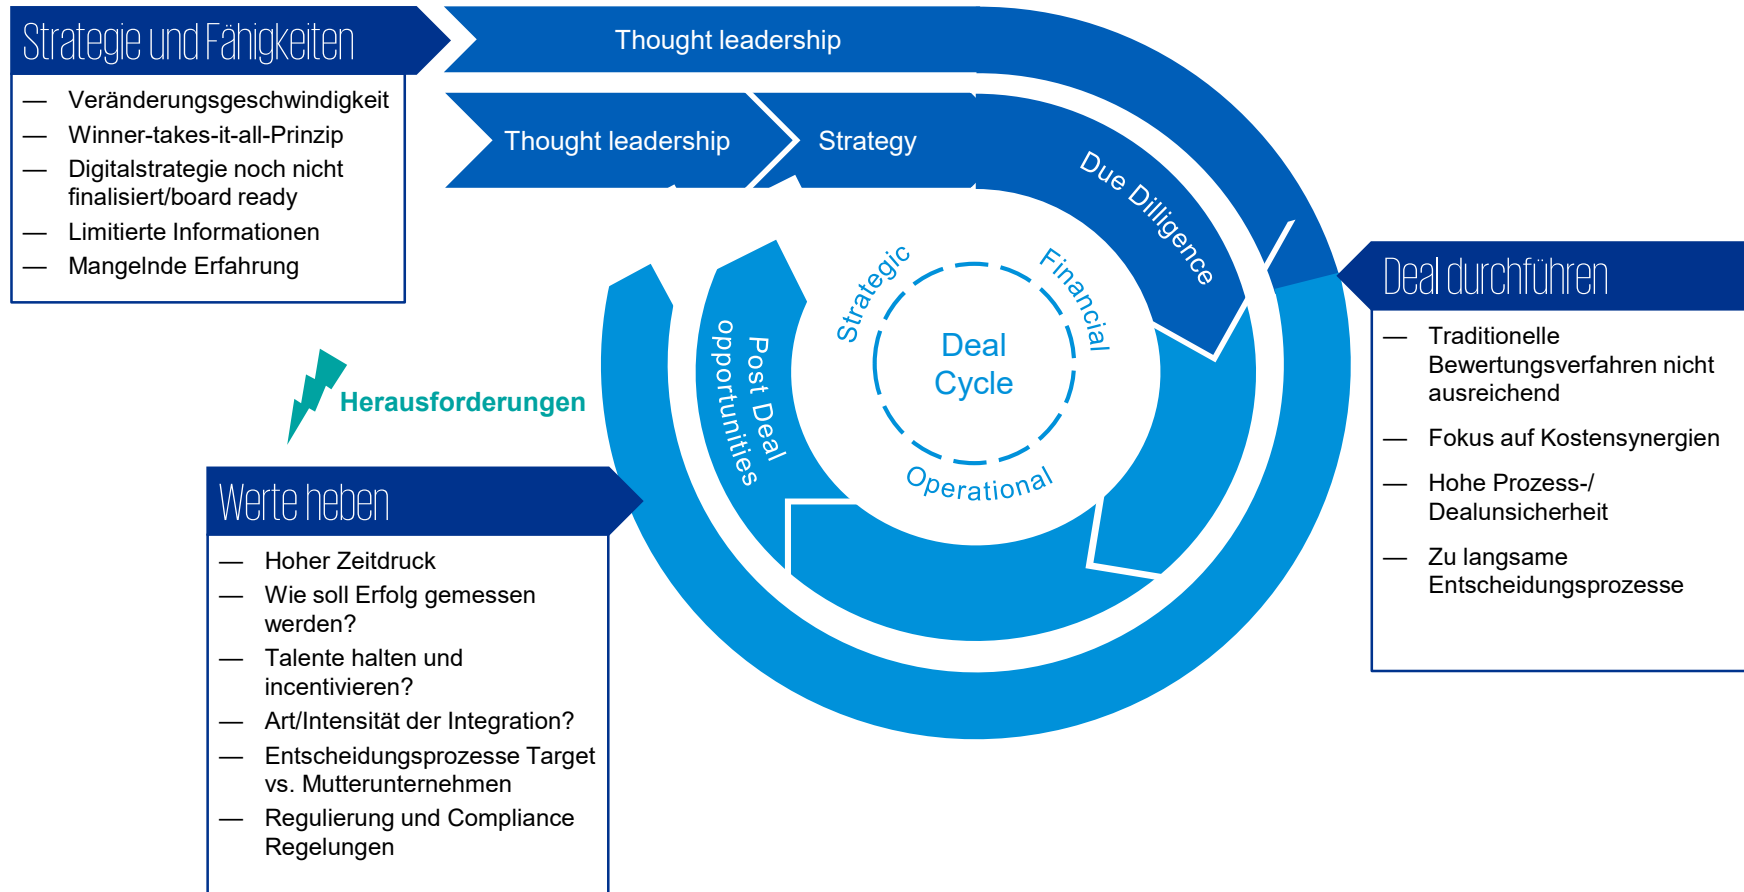 Strategie und Fähigkeiten
— Veränderungsgeschwindigkeit
— Winner-takes-it-all-Prinzip
— Digitalstrategie noch nicht
finalisiert/board ready
— Limitierte Informationen
— Mangelnde Erfahrung
Thought leadership
Thought leadership
Strategy
Due Dilligence
Post Deal
opportunities
Strategic
Financial
Operational
Deal
Cycle
Herausforderungen
Deal durchführen
— Traditionelle
Bewertungsverfahren nicht
ausreichend
— Fokus auf Kostensynergien
— Hohe Prozess-/
Dealunsicherheit
— Zu langsame
Entscheidungsprozesse
Werte heben
— Hoher Zeitdruck
— Wie soll Erfolg gemessen
werden?
— Talente halten und
incentivieren?
— Art/Intensität der Integration?
— Entscheidungsprozesse Target
vs. Mutterunternehmen
— Regulierung und Compliance
Regelungen